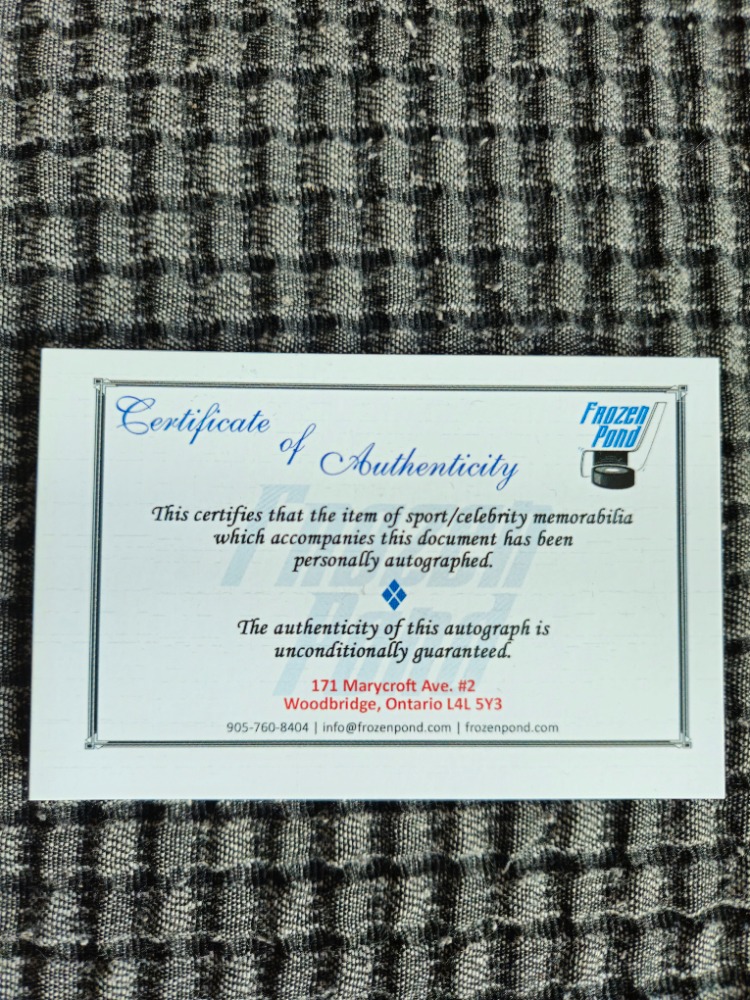 Certificate of Authenticity
Frozen
Pond
This certifies that the item of sport/celebrity memorabilia
which accompanies this document has been
personally autographed.
The authenticity of this autograph is
unconditionally guaranteed.
171 Marycroft Ave. #2
Woodbridge, Ontario L4L 5Y3
905-760-8404 | info@frozenpond.com | frozenpond.com
Frozen
Pond